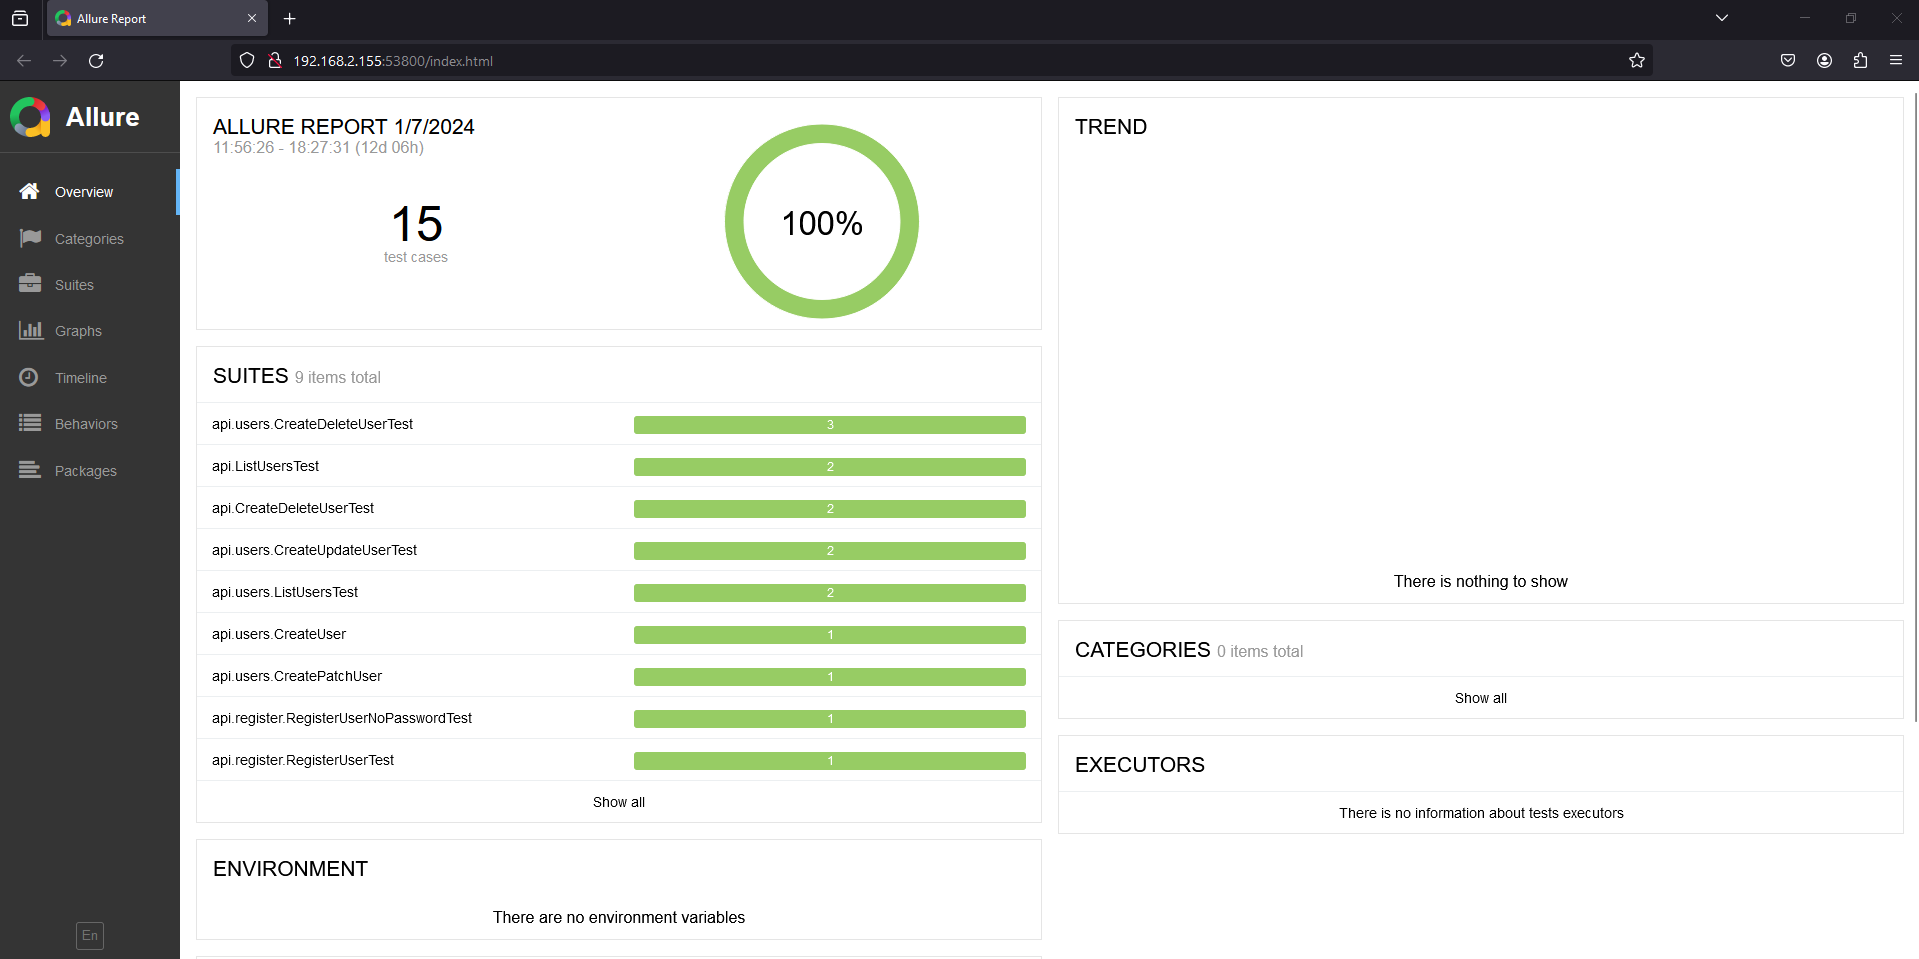 Allure Report
192.168.2.155:53800/index.html
Allure
Overview
Categories
Suites
Graphs
Timeline
Behaviors
Packages
En
ALLURE REPORT 1/7/2024
11:56:26 - 18:27:31 (12d 06h)
15
test cases
100%
SUITES 9 items total
api.users.CreateDeleteUserTest 3
api.ListUsersTest 2
api.CreateDeleteUserTest 2
api.users.CreateUpdateUserTest 2
api.users.ListUsersTest 2
api.users.CreateUser 1
api.users.CreatePatchUser 1
api.register.RegisterUserNoPasswordTest 1
api.register.RegisterUserTest 1
Show all
ENVIRONMENT
There are no environment variables
TREND
There is nothing to show
CATEGORIES 0 items total
Show all
EXECUTORS
There is no information about tests executors